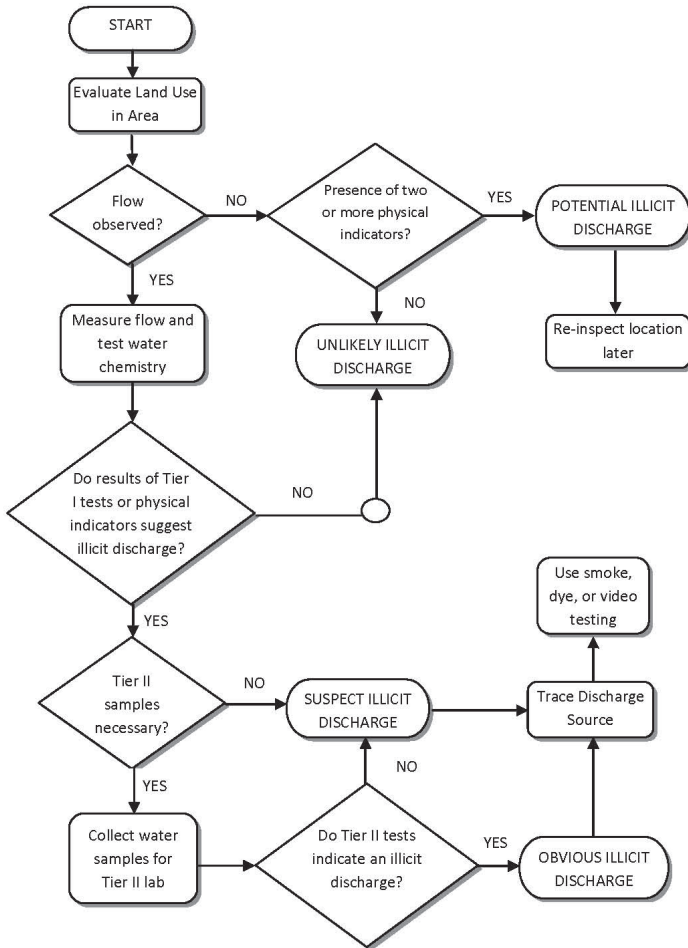 START
Evaluate Land Use
in Area
Flow
observed?
NO
Presence of two
or more physical
indicators?
YES
POTENTIAL ILLICIT
DISCHARGE
YES
NO
Measure flow and
test water
chemistry
UNLIKELY ILLICIT
DISCHARGE
Re-inspect location
later
Do results of Tier
I tests or physical
indicators suggest
illicit discharge?
NO
YES
Use smoke,
dye, or video
testing
Tier II
samples
necessary?
NO
SUSPECT ILLICIT
DISCHARGE
Trace Discharge
Source
YES
NO
Collect water
samples for
Tier II lab
Do Tier II tests
indicate an illicit
discharge?
YES
OBVIOUS ILLICIT
DISCHARGE